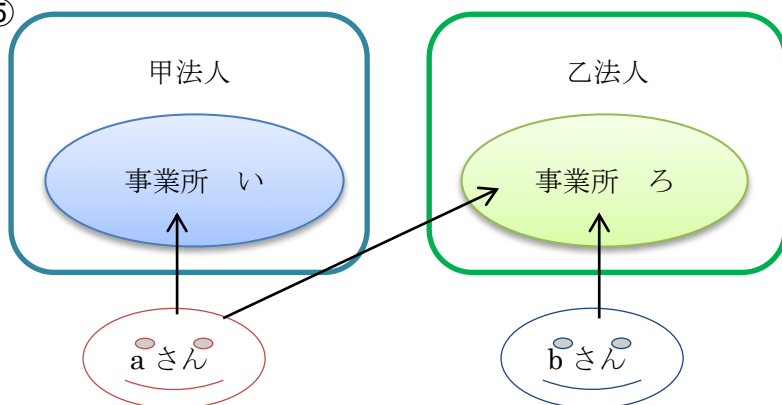 ⑤
甲法人
乙法人
事業所　い
事業所　ろ
a さん
b さん